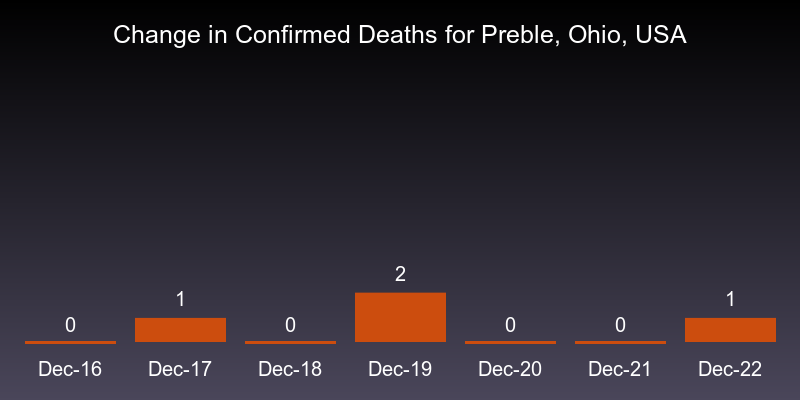 Change in Confirmed Deaths for Preble, Ohio, USA
0 1 0 2 0 0 1
Dec-16 Dec-17 Dec-18 Dec-19 Dec-20 Dec-21 Dec-22